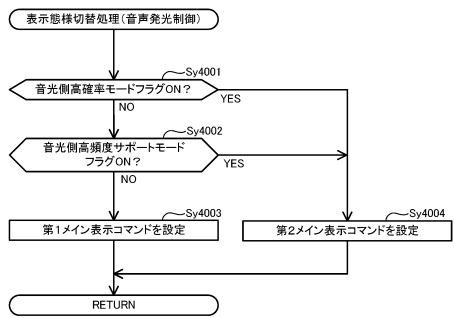 表示態様切替処理(音声発光制御)
Sy4001
音光側高確率モードフラグON?
YES
NO
Sy4002
音光側高頻度サポートモード
フラグON?
YES
NO
Sy4003
第1メイン表示コマンドを設定
Sy4004
第2メイン表示コマンドを設定
RETURN